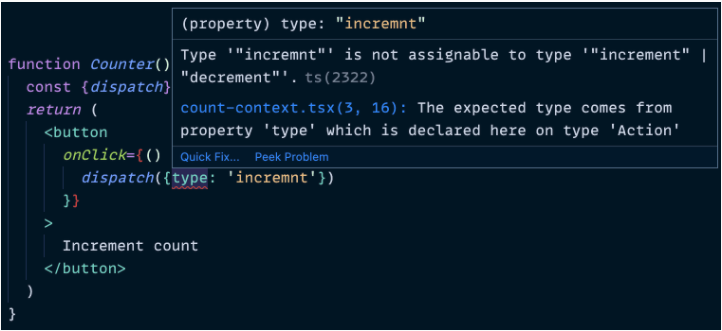 (property) type: "incremnt"
Type '"incremnt"' is not assignable to type '"increment" |
"decrement"'. ts(2322)
count-context.tsx(3, 16): The expected type comes from
property 'type' which is declared here on type 'Action'
Quick Fix... Peek Problem
function Counter()
const {dispatch}
return (
<button
onClick={()
dispatch({type: 'incremnt'})
}}
>
Increment count
</button>
)
}